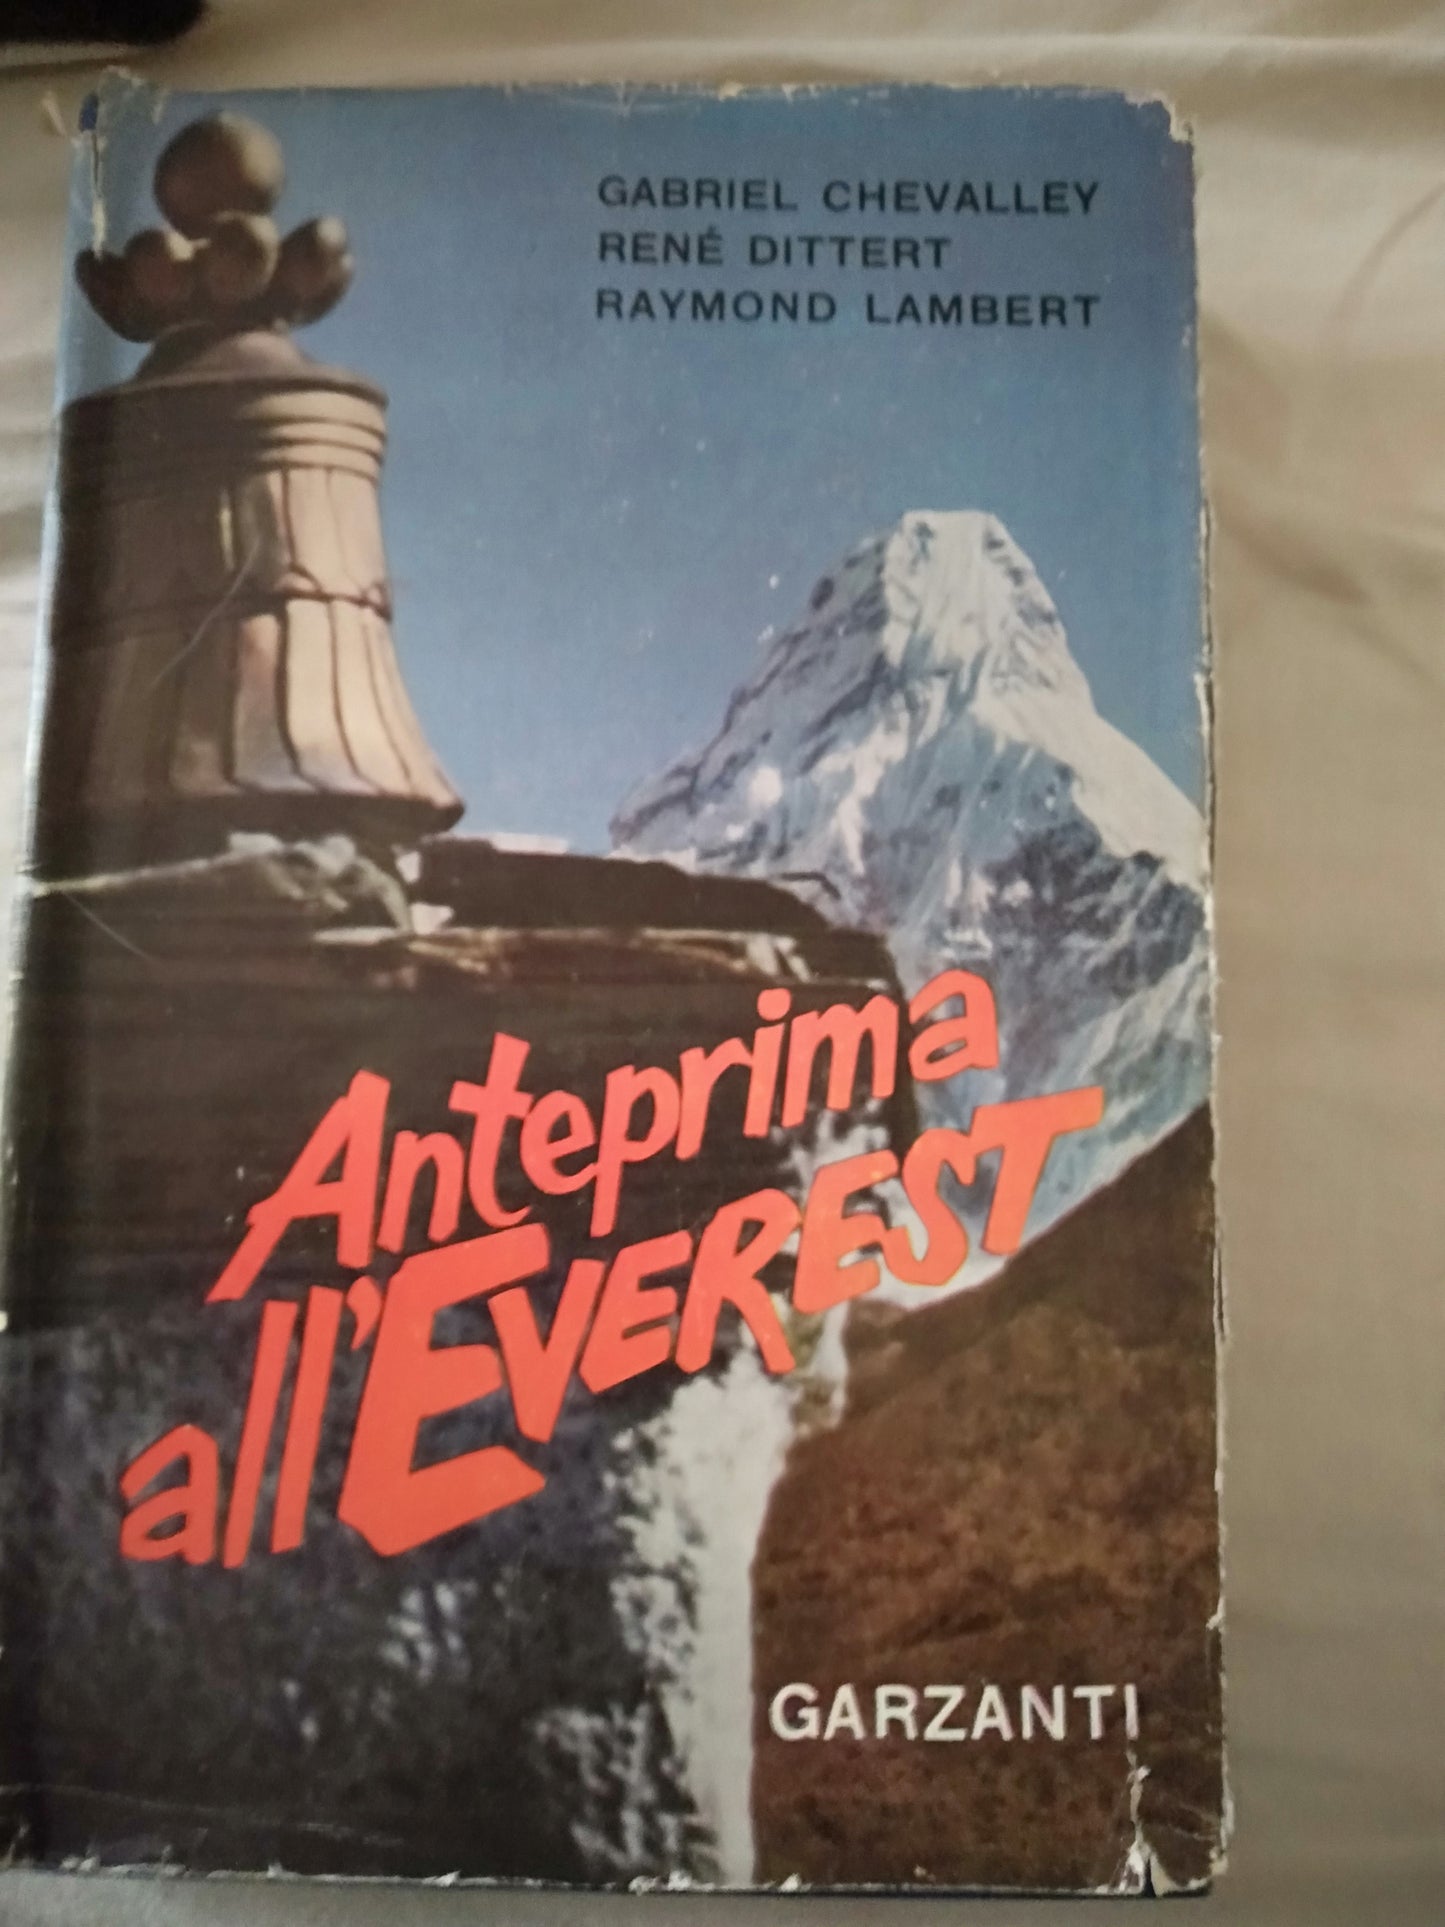 GABRIEL CHEVALLEY
RENÉ DITTERT
RAYMOND LAMBERT
Anteprima
all'EVEREST
GARZANTI